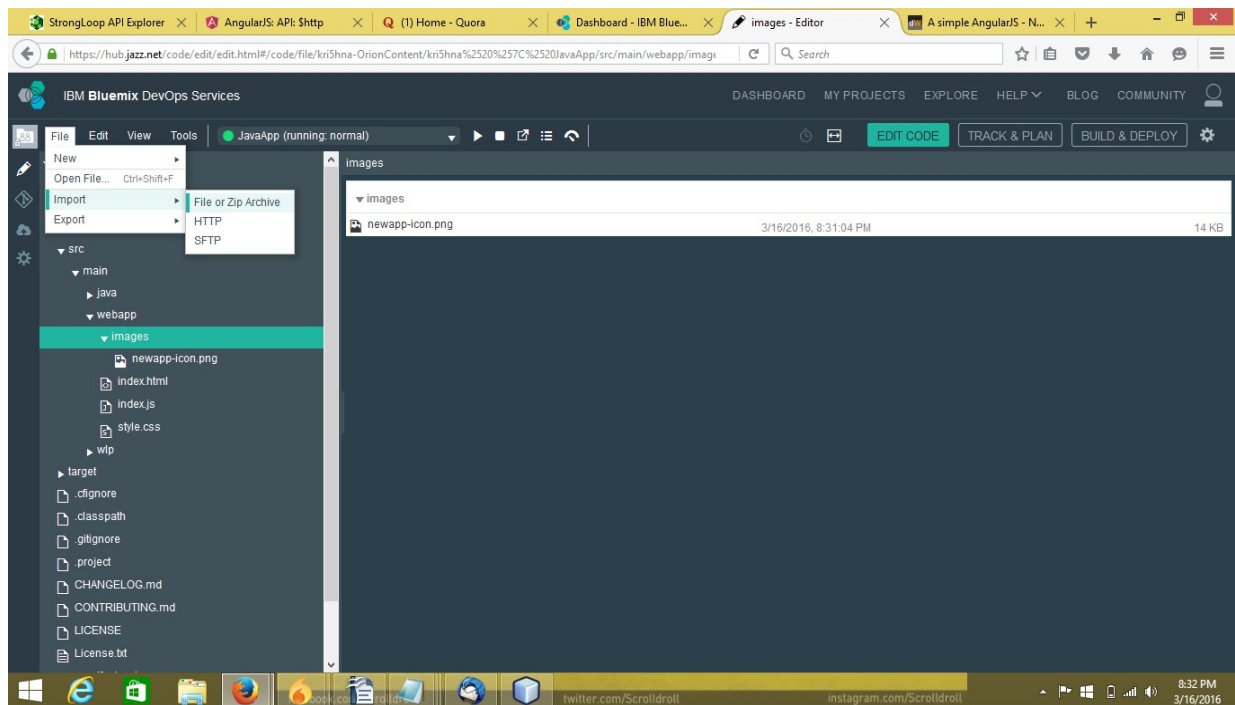 StrongLoop API Explorer
AngularJS: API: $http
Q (1) Home - Quora
Dashboard - IBM Blue...
images - Editor
dW A simple AngularJS - N...
https://hub.jazz.net/code/edit/edit.html#/code/file/kri5hna-OrionContent/kri5hna%2520%257C%2520JavaApp/src/main/webapp/image
Search
IBM Bluemix DevOps Services
DASHBOARD MY PROJECTS EXPLORE HELP BLOG COMMUNITY
File Edit View Tools JavaApp (running: normal)
EDIT CODE TRACK & PLAN BUILD & DEPLOY
New
Open File... Ctrl+Shift+F
Import
Export
File or Zip Archive
HTTP
SFTP
images
images
newapp-icon.png 3/16/2016, 8:31:04 PM 14 KB
src
main
java
webapp
images
newapp-icon.png
index.html
index.js
style.css
wlp
target
.cfignore
.classpath
.gitignore
.project
CHANGELOG.md
CONTRIBUTING.md
LICENSE
License.txt
twitter.com/Scrolldroll
instagram.com/Scrolldroll
8:32 PM
3/16/2016